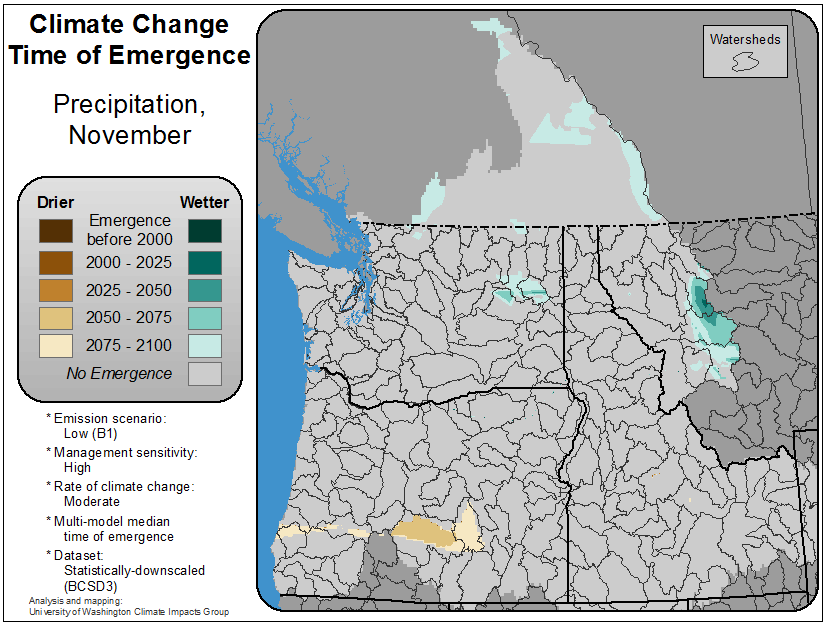 Climate Change
Time of Emergence
Precipitation,
November
Drier
Wetter
Emergence
before 2000
2000 - 2025
2025 - 2050
2050 - 2075
2075 - 2100
No Emergence
* Emission scenario:
Low (B1)
* Management sensitivity:
High
* Rate of climate change:
Moderate
* Multi-model median
time of emergence
* Dataset:
Statistically-downscaled
(BCSD3)
Analysis and mapping:
University of Washington Climate Impacts Group
Watersheds